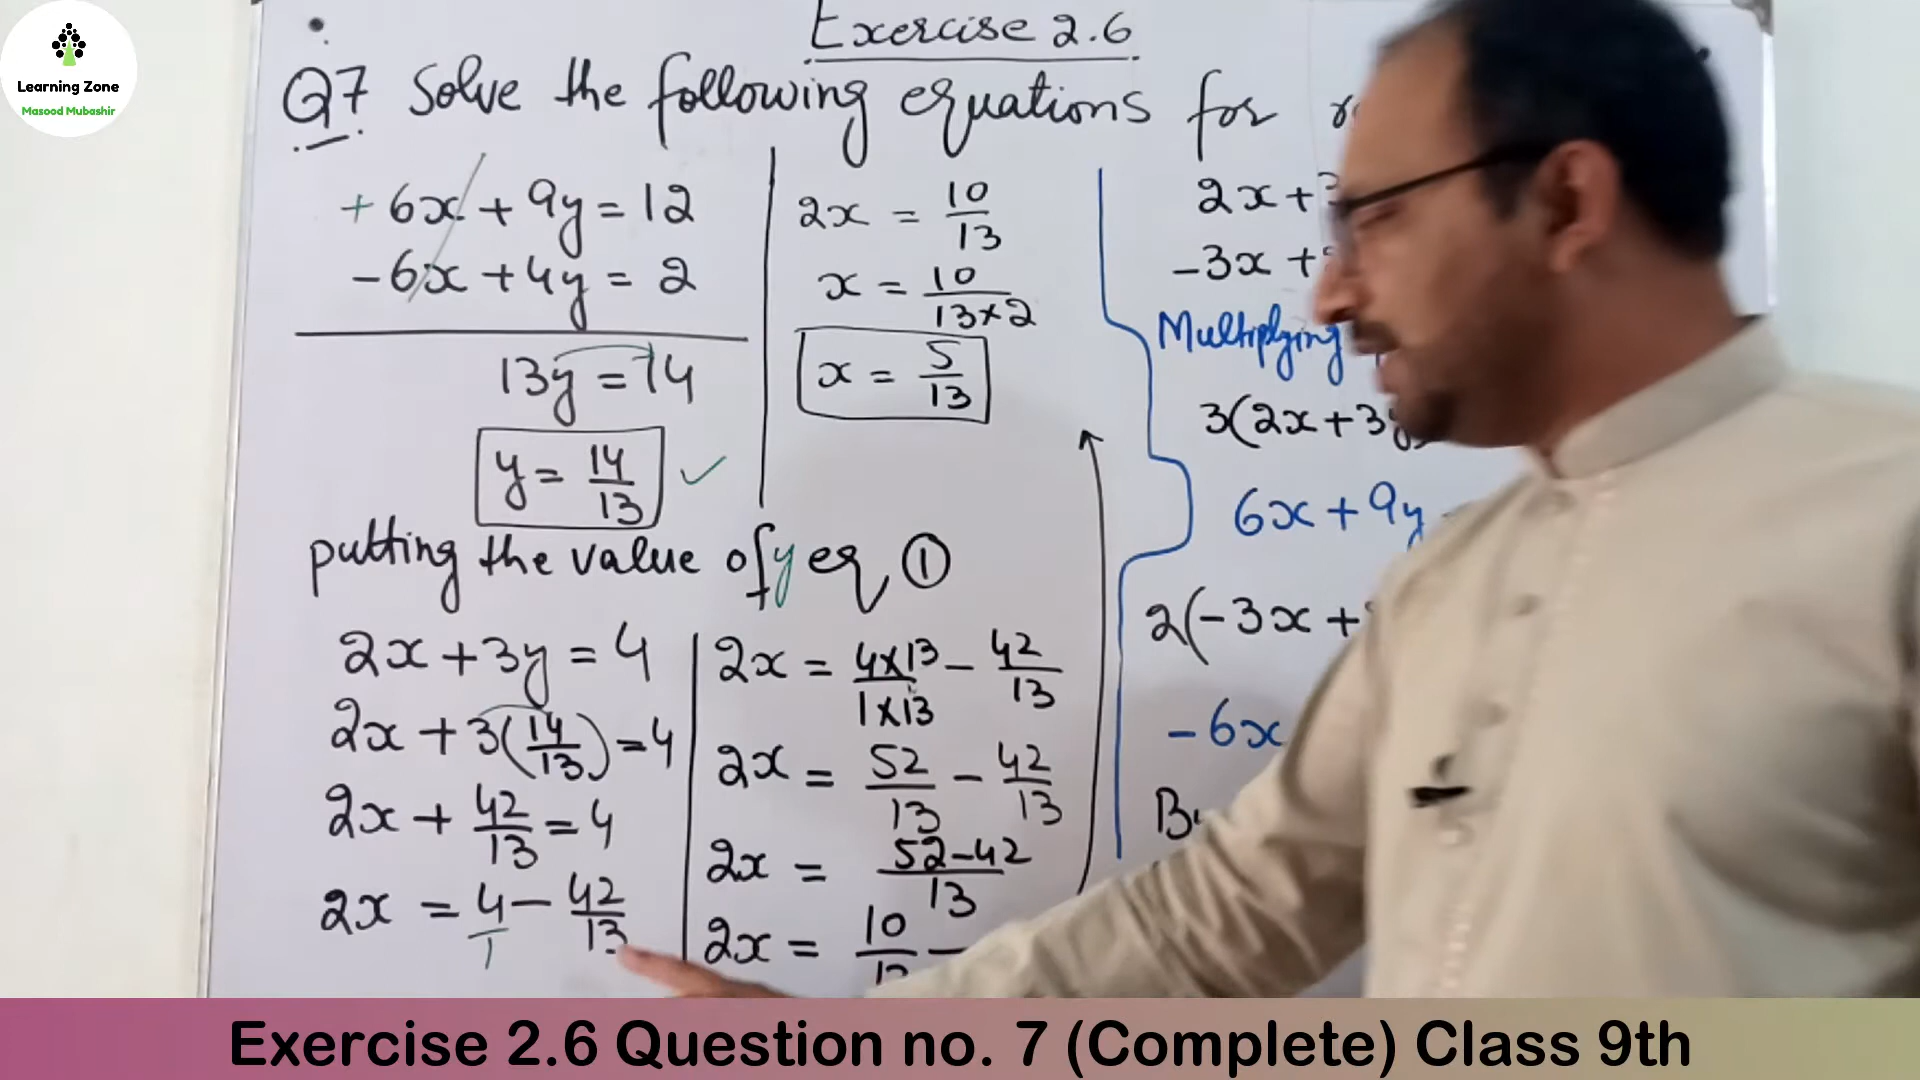 Learning Zone
Masood Mubashir
Exercise 2.6
Q7 Solve the following equations for
+ 6x + 9y = 12
- 6x + 4y = 2
13y = 14
y = 14/13 ✓
putting the value of y eq ①
2x + 3y = 4
2x + 3(14/13) = 4
2x + 42/13 = 4
2x = 4/1 - 42/13
2x = 4×13/1×13 - 42/13
2x = 52/13 - 42/13
2x = 52-42/13
2x = 10/13
2x = 10/13
x = 10/13×2
x = 5/13
2x +
-3x +
Multiplying
3(2x + 3y
6x + 9y
2(-3x +
-6x
Exercise 2.6 Question no. 7 (Complete) Class 9th